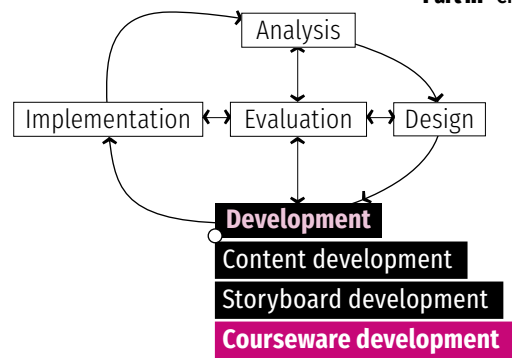 Analysis
Implementation
Evaluation
Design
Development
Content development
Storyboard development
Courseware development